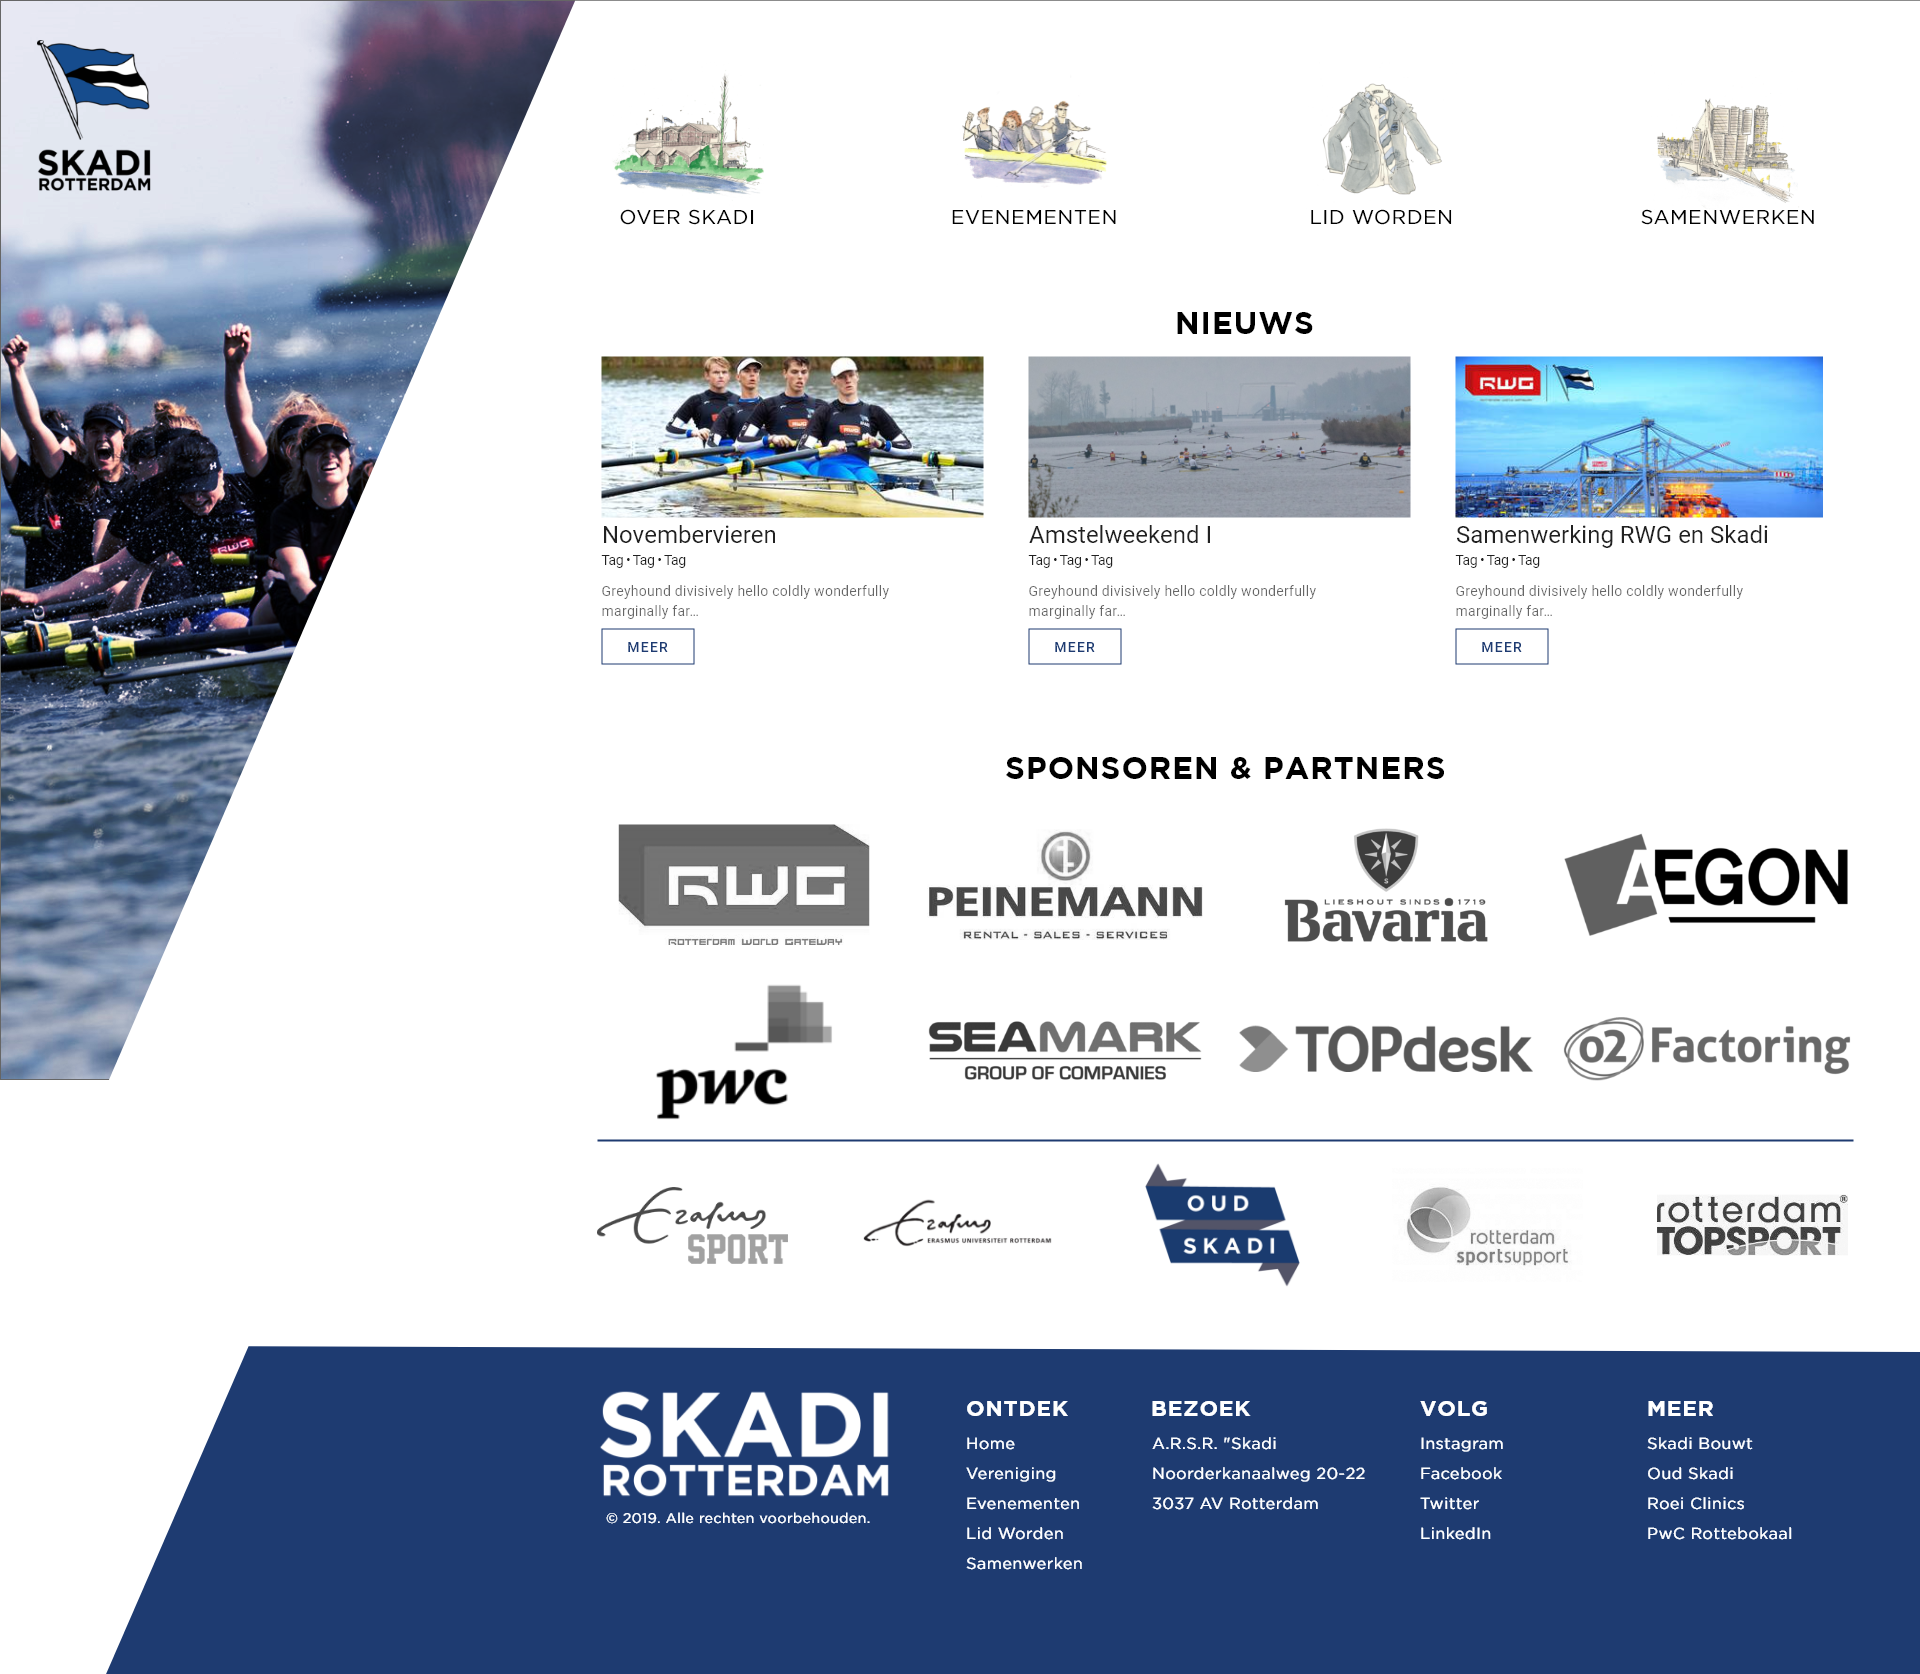 SKADI
ROTTERDAM
OVER SKADI
EVENEMENTEN
LID WORDEN
SAMENWERKEN
NIEUWS
RWG
RWG
RWG
RWG
Novembervieren
Tag • Tag • Tag
Greyhound divisively hello coldly wonderfully
marginally far...
MEER
Amstelweekend I
Tag • Tag • Tag
Greyhound divisively hello coldly wonderfully
marginally far...
MEER
Samenwerking RWG en Skadi
Tag • Tag • Tag
Greyhound divisively hello coldly wonderfully
marginally far...
MEER
SPONSOREN & PARTNERS
RWG
ROTTERDAM WORLD GATEWAY
PEINEMANN
RENTAL - SALES - SERVICES
LIESHOUT SINDS 1719
Bavaria
AEGON
pwc
SEAMARK
GROUP OF COMPANIES
TOPdesk
o2 Factoring
Erasmus
SPORT
Erasmus
ERASMUS UNIVERSITEIT ROTTERDAM
OUD
SKADI
rotterdam
sportsupport
rotterdam®
TOPSPORT
SKADI
ROTTERDAM
© 2019. Alle rechten voorbehouden.
ONTDEK
Home
Vereniging
Evenementen
Lid Worden
Samenwerken
BEZOEK
A.R.S.R. "Skadi
Noorderkanaalweg 20-22
3037 AV Rotterdam
VOLG
Instagram
Facebook
Twitter
LinkedIn
MEER
Skadi Bouwt
Oud Skadi
Roei Clinics
PwC Rottebokaal